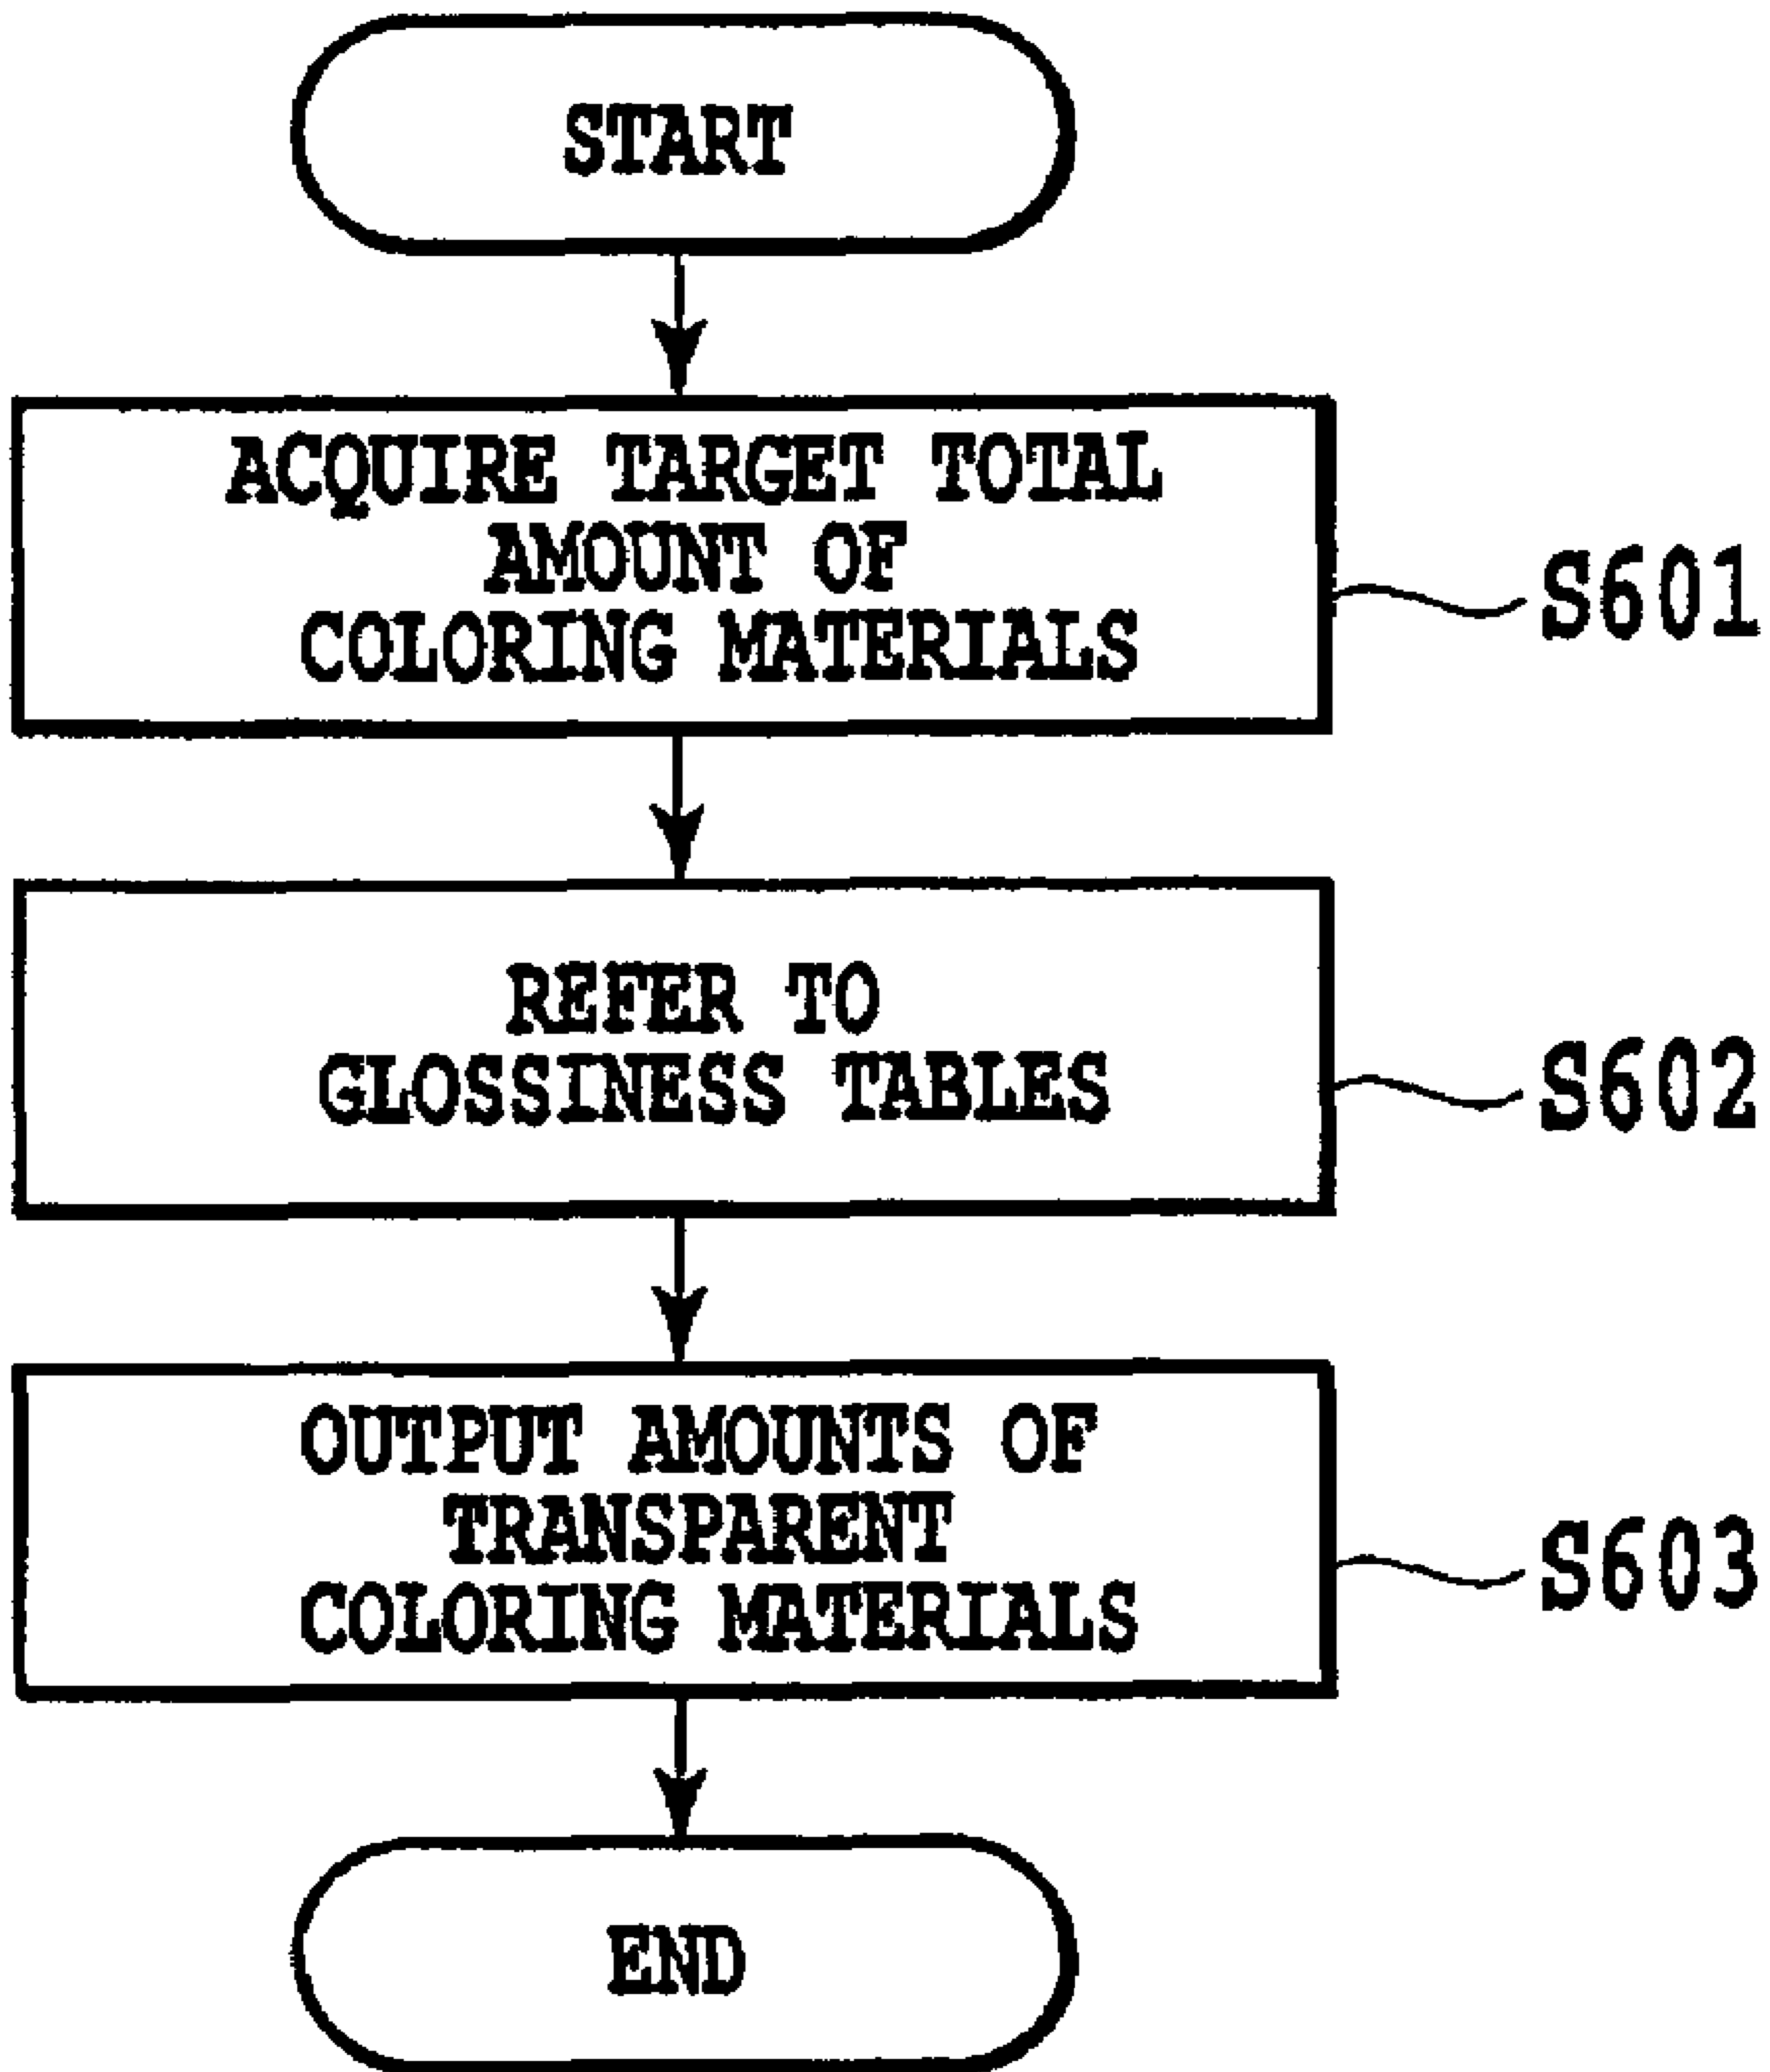 START
ACQUIRE TARGET TOTAL
AMOUNT OF
COLORING MATERIALS
S601
REFER TO
GLOSSINESS TABLES
S602
OUTPUT AMOUNTS OF
TRANSPARENT
COLORING MATERIALS
S603
END